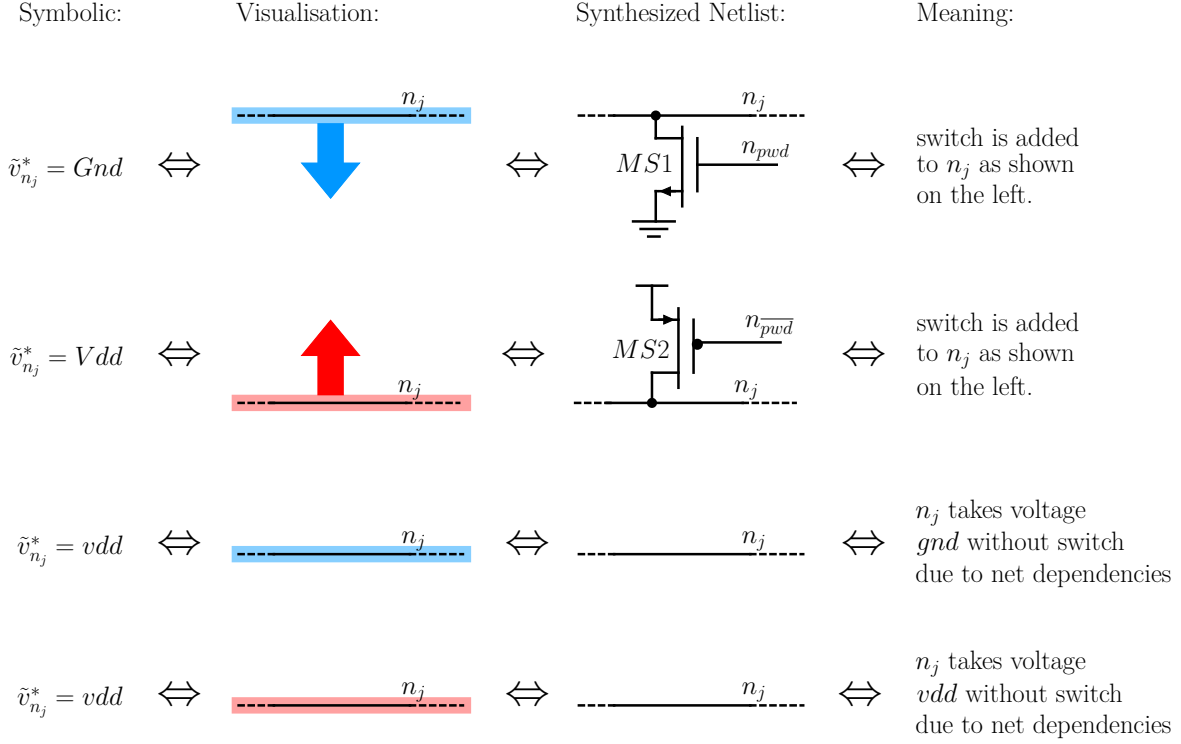 Symbolic: Visualisation: Synthesized Netlist: Meaning:
n_j n_j
switch is added
ṽ*_{n_j} = Gnd ⇔ ⇔ MS1 n_{pwd} ⇔ to n_j as shown
on the left.
switch is added
ṽ*_{n_j} = Vdd ⇔ ⇔ MS2 n_{\overline{pwd}} ⇔ to n_j as shown
n_j n_j on the left.
n_j takes voltage
ṽ*_{n_j} = vdd ⇔ n_j ⇔ n_j ⇔ gnd without switch
due to net dependencies
n_j takes voltage
ṽ*_{n_j} = vdd ⇔ n_j ⇔ n_j ⇔ vdd without switch
due to net dependencies